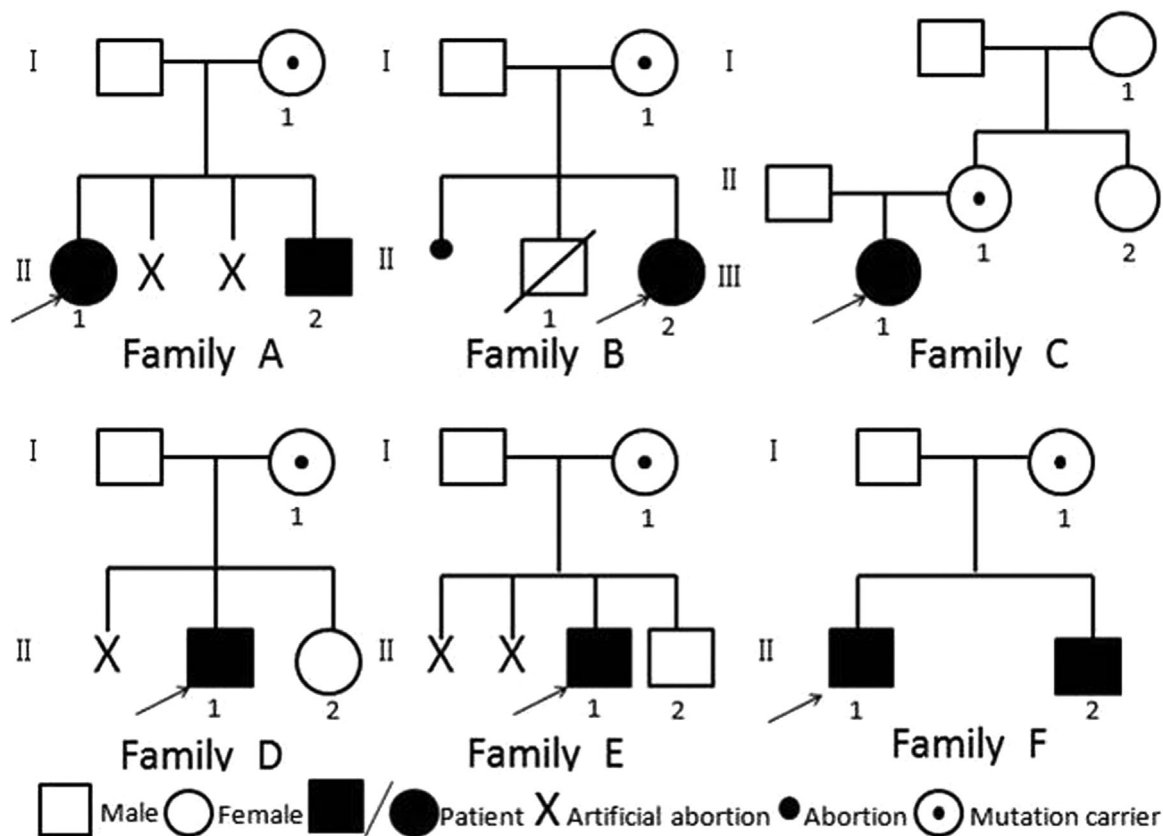 I I I
1 1 1
II
II II III
1 2 1 2 1 2
1
Family A Family B Family C
I I I
1 1 1
II II II
1 2 1 2 1 2
Family D Family E Family F
Male Female / Patient X Artificial abortion Abortion Mutation carrier